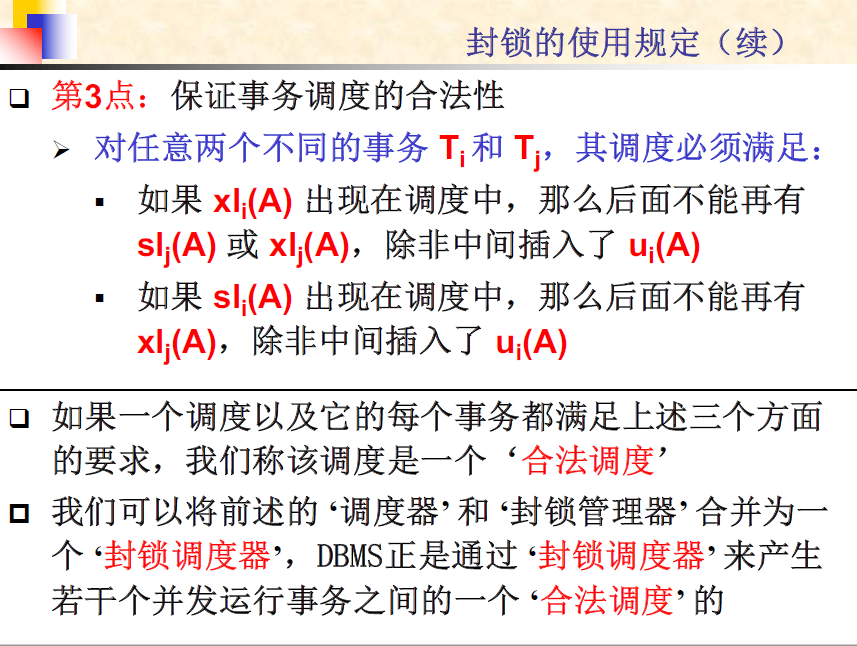 封锁的使用规定（续）
第3点：保证事务调度的合法性
对任意两个不同的事务 Ti 和 Tj，其调度必须满足：
如果 xli(A) 出现在调度中，那么后面不能再有
slj(A) 或 xlj(A)，除非中间插入了 ui(A)
如果 sli(A) 出现在调度中，那么后面不能再有
xlj(A)，除非中间插入了 ui(A)
如果一个调度以及它的每个事务都满足上述三个方面
的要求，我们称该调度是一个‘合法调度’
我们可以将前述的‘调度器’和‘封锁管理器’合并为一
个‘封锁调度器’，DBMS正是通过‘封锁调度器’来产生
若干个并发运行事务之间的一个‘合法调度’的